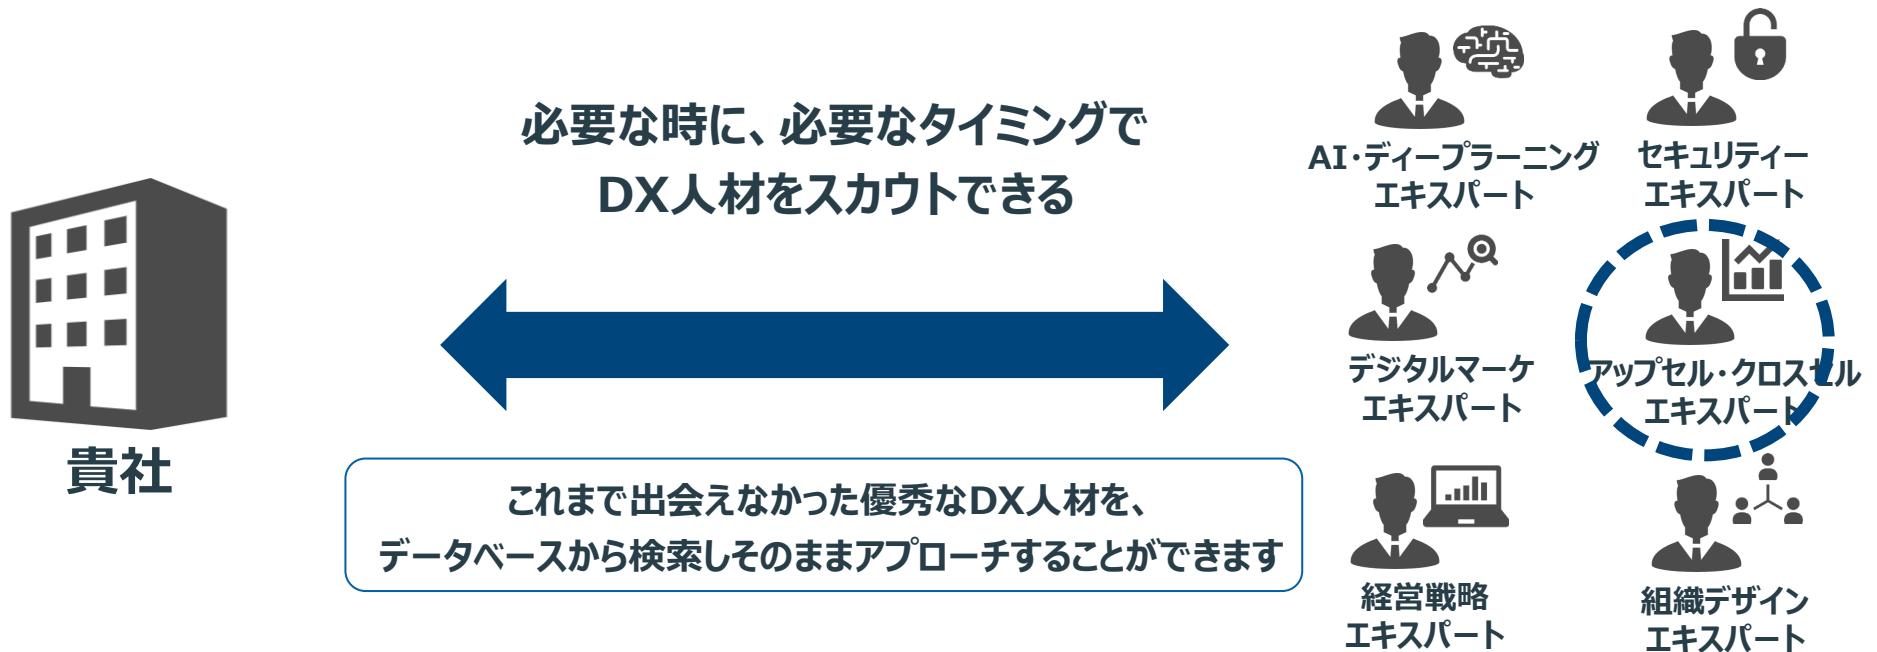 必要な時に、必要なタイミングで
DX人材をスカウトできる
貴社
これまで出会えなかった優秀なDX人材を、
データベースから検索しそのままアプローチすることができます
AI・ディープラーニング
エキスパート
セキュリティー
エキスパート
デジタルマーケ
エキスパート
アップセル・クロスセル
エキスパート
経営戦略
エキスパート
組織デザイン
エキスパート